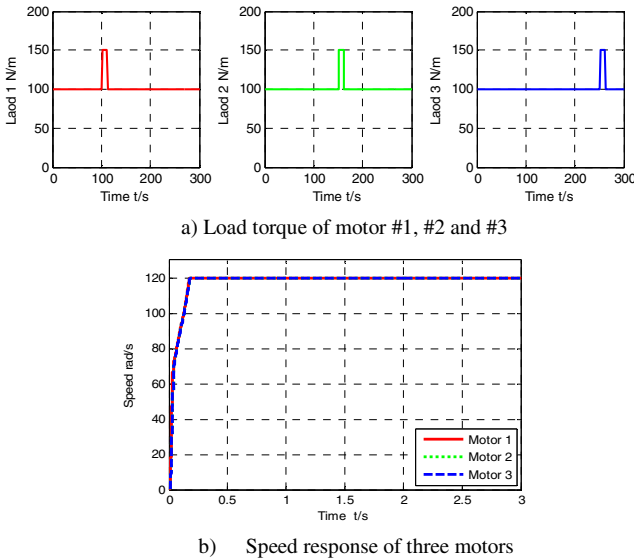 200
150
100
50
0
Laod 1 N/m
0 100 200 300
Time t/s
200
150
100
50
0
Laod 2 N/m
0 100 200 300
Time t/s
200
150
100
50
0
Laod 3 N/m
0 100 200 300
Time t/s
a) Load torque of motor #1, #2 and #3
120
100
80
60
40
20
0
Speed rad/s
0 0.5 1 1.5 2 2.5 3
Time t/s
Motor 1
Motor 2
Motor 3
b) Speed response of three motors